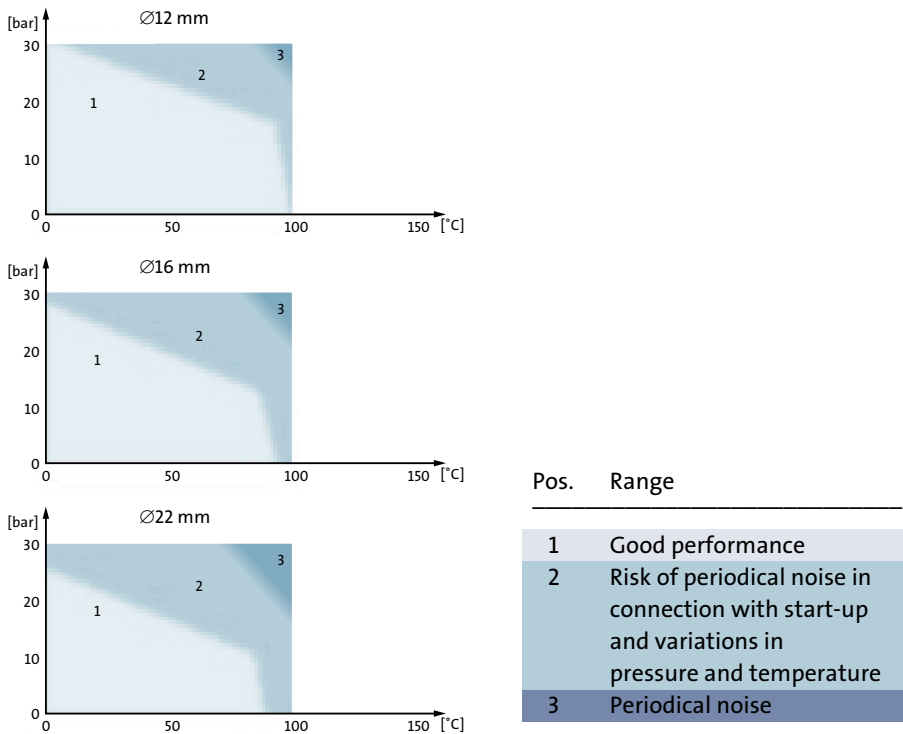 [bar]
∅12 mm
30
3
2
20
1
10
0
0
50
100
150
[˚C]
[bar]
∅16 mm
30
3
2
20
1
10
0
0
50
100
150
[˚C]
[bar]
∅22 mm
30
3
2
20
1
10
0
0
50
100
150
[˚C]
Pos. Range
1 Good performance
2 Risk of periodical noise in
connection with start-up
and variations in
pressure and temperature
3 Periodical noise